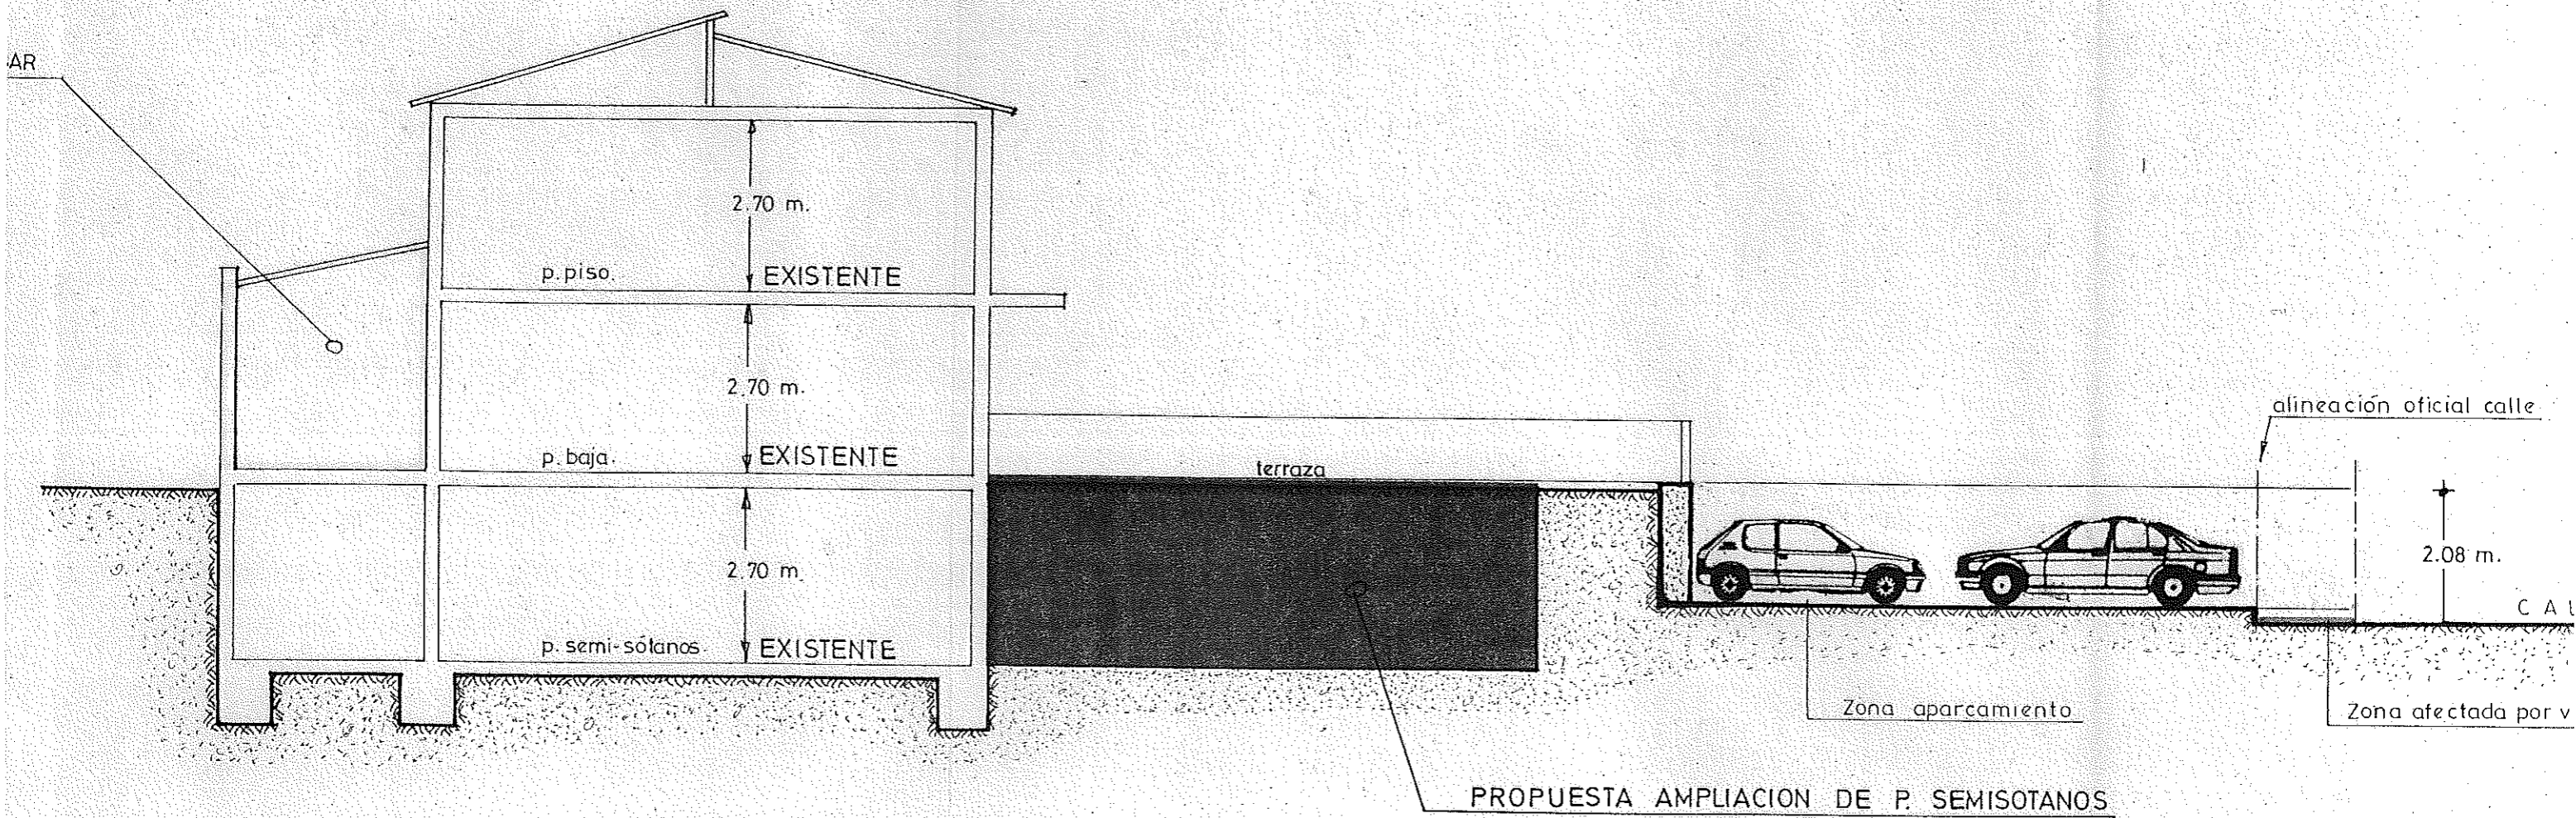 2.70 m.
p. piso. EXISTENTE
2.70 m.
alineación oficial calle
p. baja. EXISTENTE
terraza
2.70 m.
2.08 m.
p. semi-sótanos. EXISTENTE
Zona aparcamiento
Zona afectada por
PROPUESTA AMPLIACION DE P. SEMISOTANOS